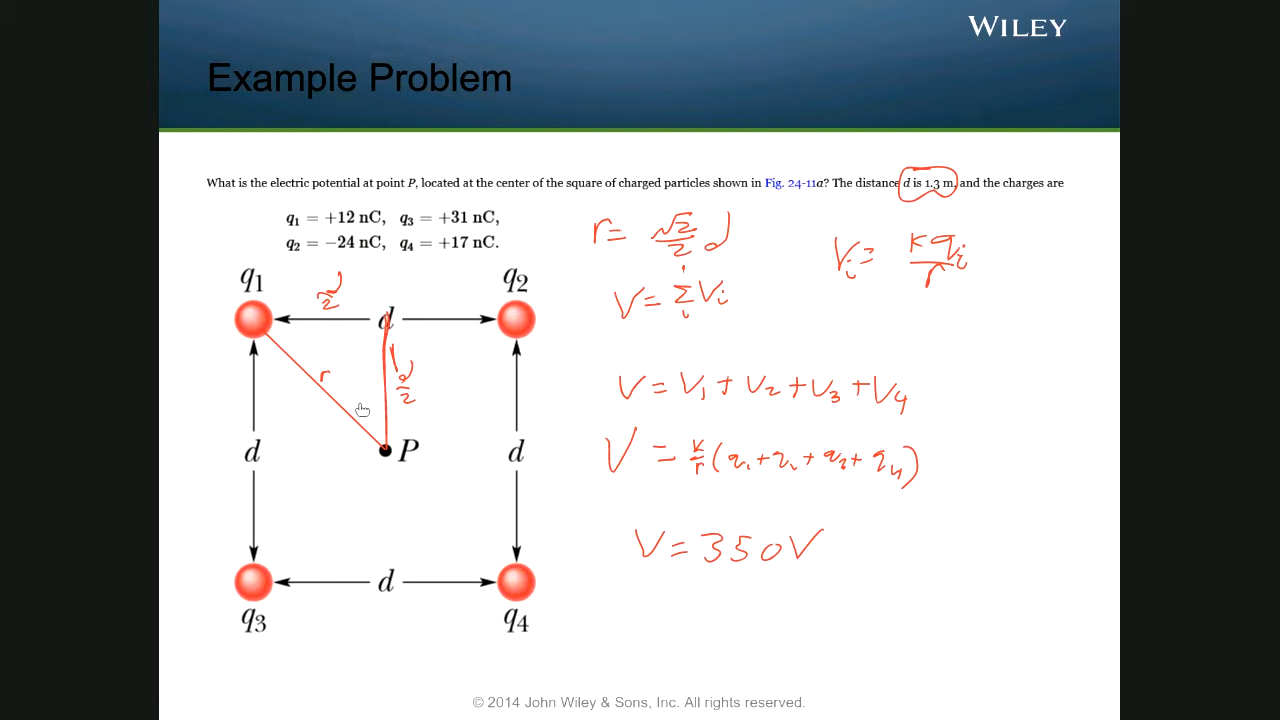 WILEY
Example Problem
What is the electric potential at point P, located at the center of the square of charged particles shown in Fig. 24-11a? The distance d is 1.3 m, and the charges are
q₁ = +12 nC, q₃ = +31 nC,
q₂ = −24 nC, q₄ = +17 nC.
r = √2/2 d
Vᵢ = kqᵢ/r
V = Σᵢ Vᵢ
q₁
d/2
q₂
d
r
d/2
V = V₁ + V₂ + V₃ + V₄
d
P
d
V = k/r (q₁ + q₂ + q₃ + q₄)
V = 350V
d
q₃
q₄
© 2014 John Wiley & Sons, Inc. All rights reserved.